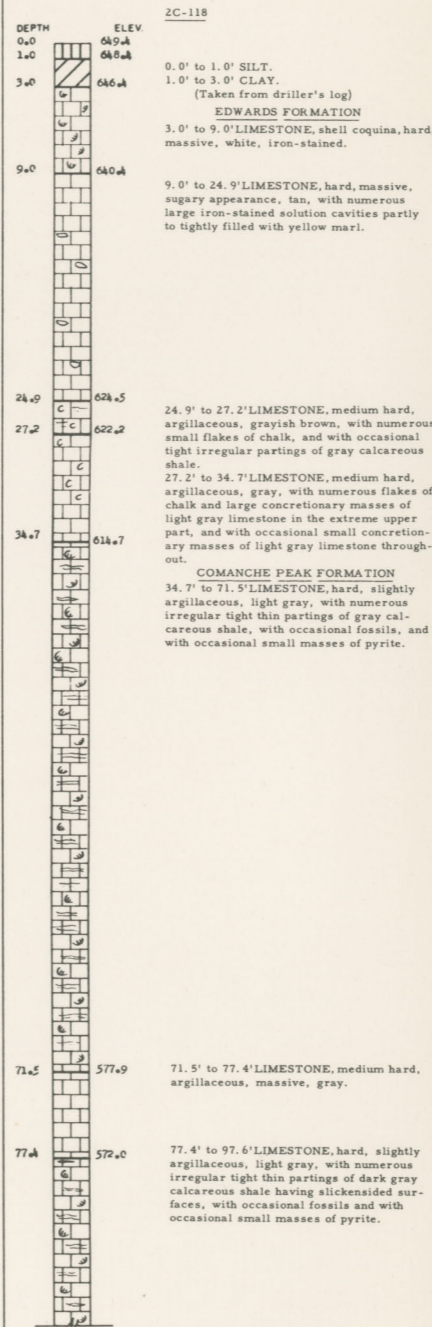 2C-118
DEPTH ELEV.
0.0 649.4
1.0 648.4
0.0' to 1.0' SILT.
3.0 646.4
1.0' to 3.0' CLAY.
(Taken from driller's log)
EDWARDS FORMATION
3.0' to 9.0'LIMESTONE, shell coquina, hard
massive, white, iron-stained.
9.0 640.4
9.0' to 24.9'LIMESTONE, hard, massive,
sugary appearance, tan, with numerous
large iron-stained solution cavities partly
to tightly filled with yellow marl.
24.9 624.5
24.9' to 27.2'LIMESTONE, medium hard,
27.2 622.2
argillaceous, grayish brown, with numerous
small flakes of chalk, and with occasional
tight irregular partings of gray calcareous
shale.
27.2' to 34.7'LIMESTONE, medium hard,
argillaceous, gray, with numerous flakes of
chalk and large concretionary masses of
light gray limestone in the extreme upper
34.7 614.7
part, and with occasional small concretion-
ary masses of light gray limestone through-
out.
COMANCHE PEAK FORMATION
34.7' to 71.5'LIMESTONE, hard, slightly
argillaceous, light gray, with numerous
irregular tight thin partings of gray cal-
careous shale, with occasional fossils, and
with occasional small masses of pyrite.
71.5 577.9
71.5' to 77.4'LIMESTONE, medium hard,
argillaceous, massive, gray.
77.4 572.0
77.4' to 97.6'LIMESTONE, hard, slightly
argillaceous, light gray, with numerous
irregular tight thin partings of dark gray
calcareous shale having slickensided sur-
faces, with occasional fossils and with
occasional small masses of pyrite.